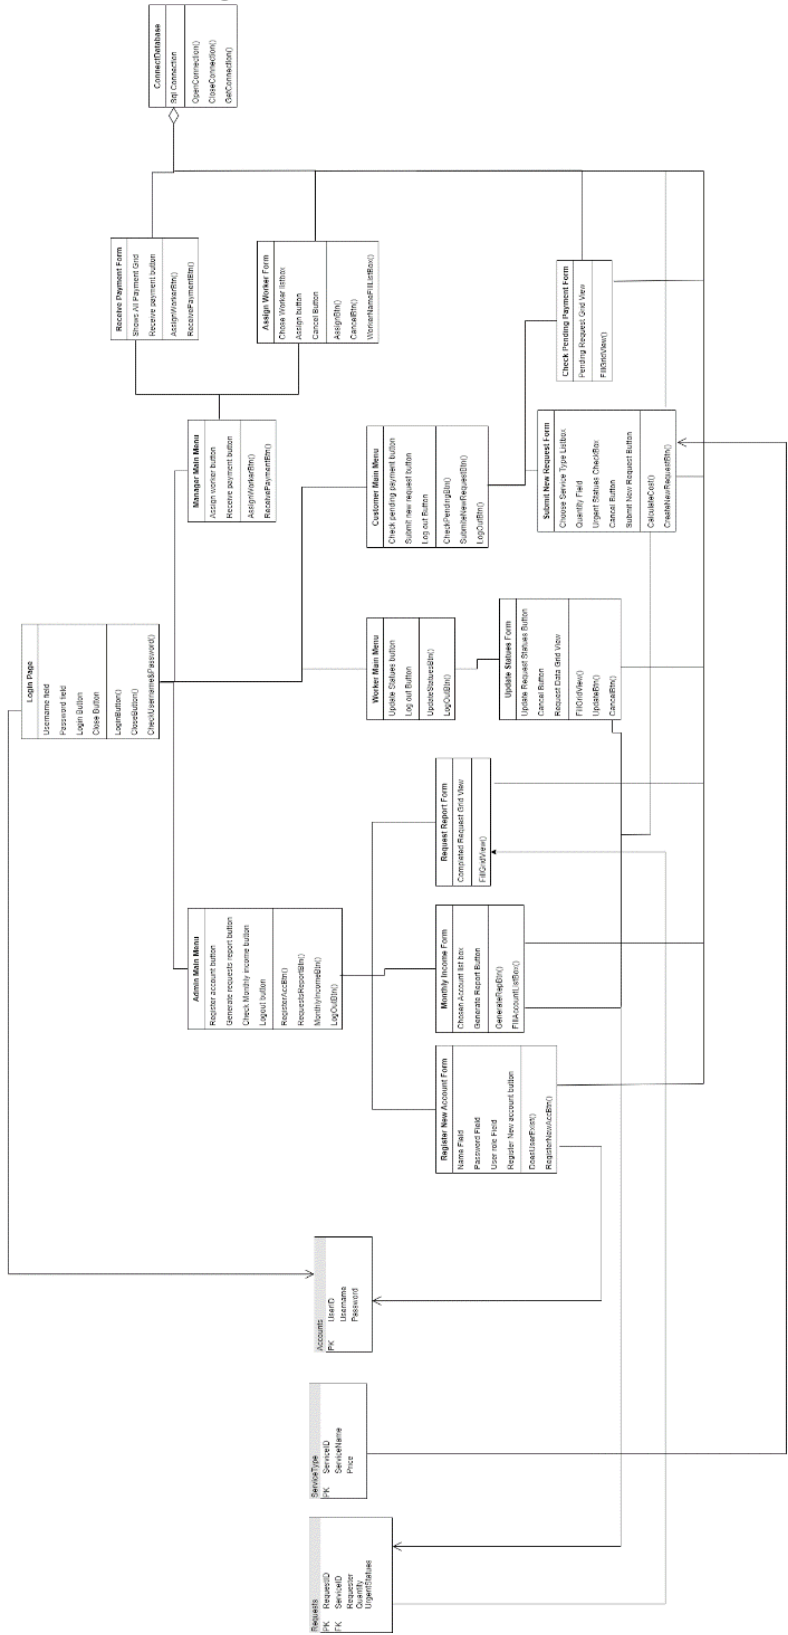 Login Page
Username field
Password field
Login Button
Close Button
LoginButton()
CloseButton()
CheckUsername&Password()
Accounts
PK UserID
Username
Password
ServiceType
PK ServiceID
ServiceName
Price
Requests
PK RequestID
FK ServiceID
Requester
Quantity
UrgentStatues
Admin Main Menu
Register account button
Generate requests report button
Check Monthly income button
Logout button
RegisterAccBtn()
RequestsReportBtn()
MonthlyIncomeBtn()
LogOutBtn()
Register New Account Form
Name Field
Password Field
User role Field
Register New account button
DoesUserExist()
RegisterNewAccBtn()
Monthly Income Form
Chosen Account list box
Generate Report Button
GenerateRepBtn()
FillAccountListBox()
Request Report Form
Completed Request Grid View
FillGridView()
Worker Main Menu
Update Statues button
Log out Button
UpdateStatuesBtn()
LogOutBtn()
Update Statues Form
Update Request Statues Button
Cancel Button
Request Data Grid View
FillGridView()
UpdateBtn()
CancelBtn()
Customer Main Menu
Check pending payment button
Submit new request button
Log out Button
CheckPendingBtn()
SubmiteNewRequestBtn()
LogOutBtn()
Submit New Request Form
Choose Service Type Listbox
Quantity Field
Urgent Statues CheckBox
Cancel Button
Submit New Request Button
CalculateCost()
CreateNewRequestBtn()
Check Pending Payment Form
Pending Request Grid View
FillGridView()
Manager Main Menu
Assign worker button
Receive payment button
AssignWorkerBtn()
ReceivePaymentBtn()
Receive Payment Form
Shows All Payment Grid
Receive payment button
AssignWorkerBtn()
ReceivePaymentBtn()
Assign Worker Form
Chose Worker listbox
Assign button
Cancel Button
AssignBtn()
CancelBtn()
WorkerNameFillListBox()
ConnectDatabase
Sql Connection
OpenConnection()
CloseConnection()
GetConnection()